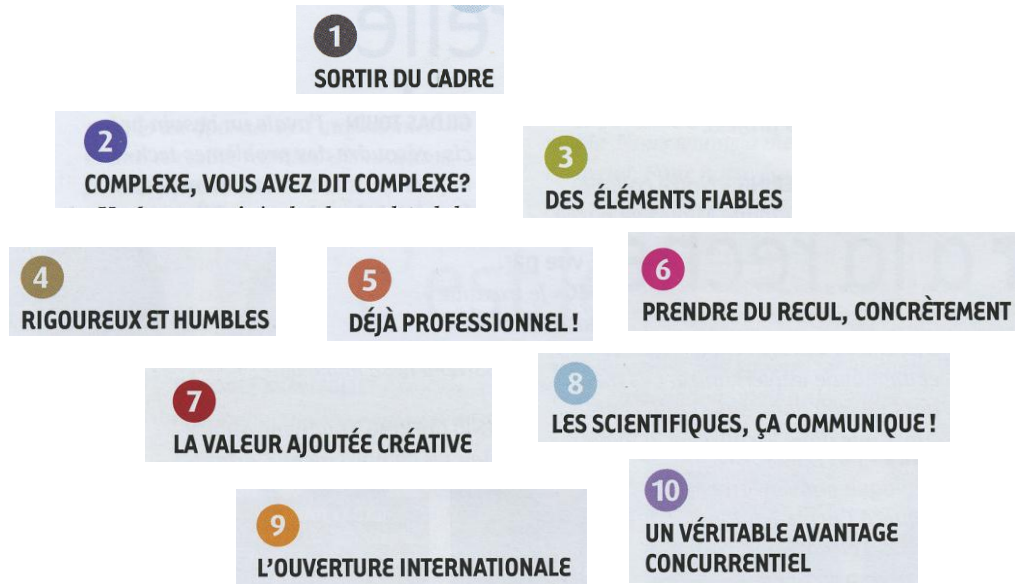 1
SORTIR DU CADRE
2
COMPLEXE, VOUS AVEZ DIT COMPLEXE?
3
DES ÉLÉMENTS FIABLES
4
RIGOUREUX ET HUMBLES
5
DÉJÀ PROFESSIONNEL !
6
PRENDRE DU RECUL, CONCRÈTEMENT
7
LA VALEUR AJOUTÉE CRÉATIVE
8
LES SCIENTIFIQUES, ÇA COMMUNIQUE !
9
L'OUVERTURE INTERNATIONALE
10
UN VÉRITABLE AVANTAGE
CONCURRENTIEL